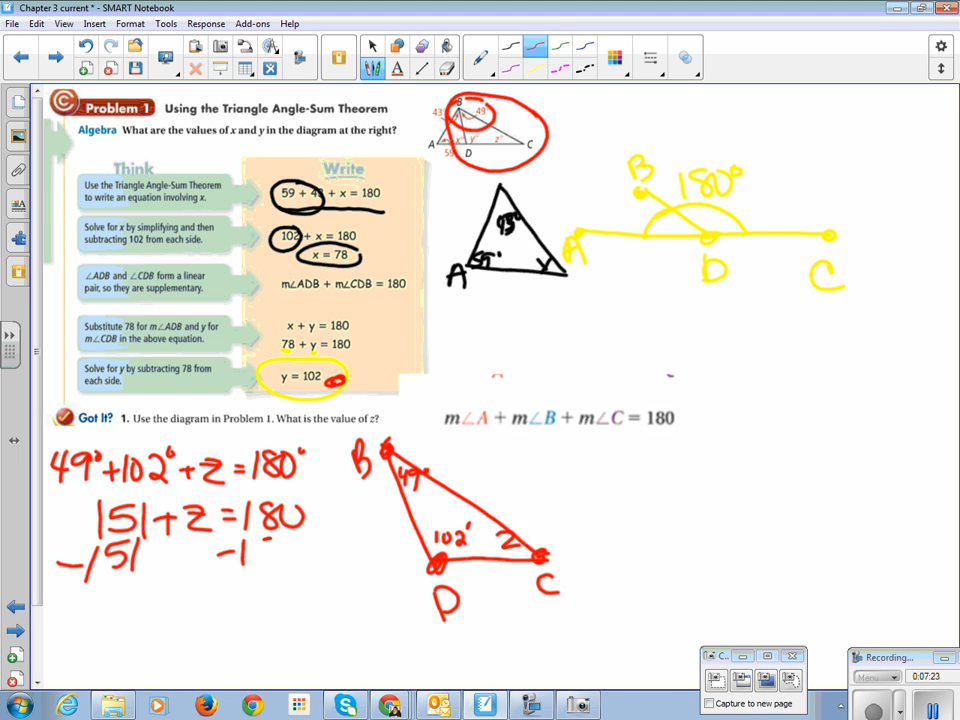 Chapter 3 current * - SMART Notebook
File Edit View Insert Format Tools Response Add-ons Help
Problem 1 Using the Triangle Angle-Sum Theorem
Algebra What are the values of x and y in the diagram at the right?
B
43
49°
A x° y° z° C
59
D
Think
Write
Use the Triangle Angle-Sum Theorem
to write an equation involving x.
59 + 43 + x = 180
Solve for x by simplifying and then
subtracting 102 from each side.
102 + x = 180
x = 78
∠ADB and ∠CDB form a linear
pair, so they are supplementary.
m∠ADB + m∠CDB = 180
Substitute 78 for m∠ADB and y for
m∠CDB in the above equation.
x + y = 180
78 + y = 180
Solve for y by subtracting 78 from
each side.
y = 102
43°
A 59° x
B 180°
A
D C
Got It? 1. Use the diagram in Problem 1. What is the value of z?
m∠A + m∠B + m∠C = 180
49° + 102° + z = 180°
151 + z = 180
-151 -1
B
49°
102° z
D C
C..
Capture to new page
Recording...
Menu
0:07:23